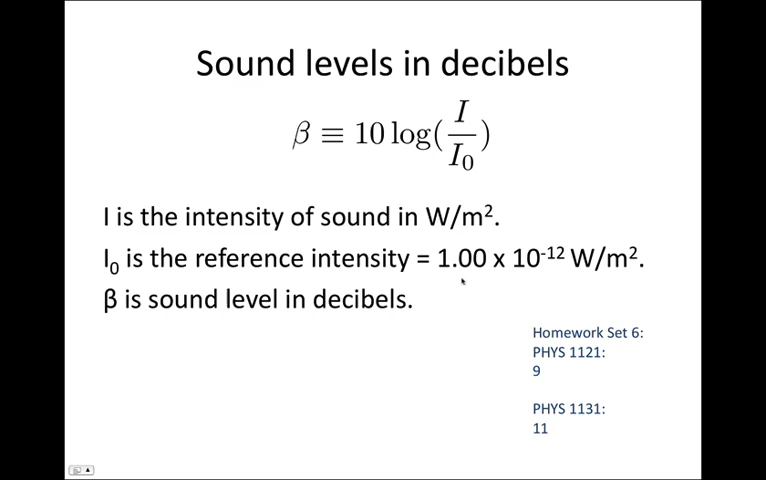 Sound levels in decibels
β ≡ 10 log(I/I₀)
I is the intensity of sound in W/m².
I₀ is the reference intensity = 1.00 x 10⁻¹² W/m².
β is sound level in decibels.
Homework Set 6:
PHYS 1121:
9
PHYS 1131:
11